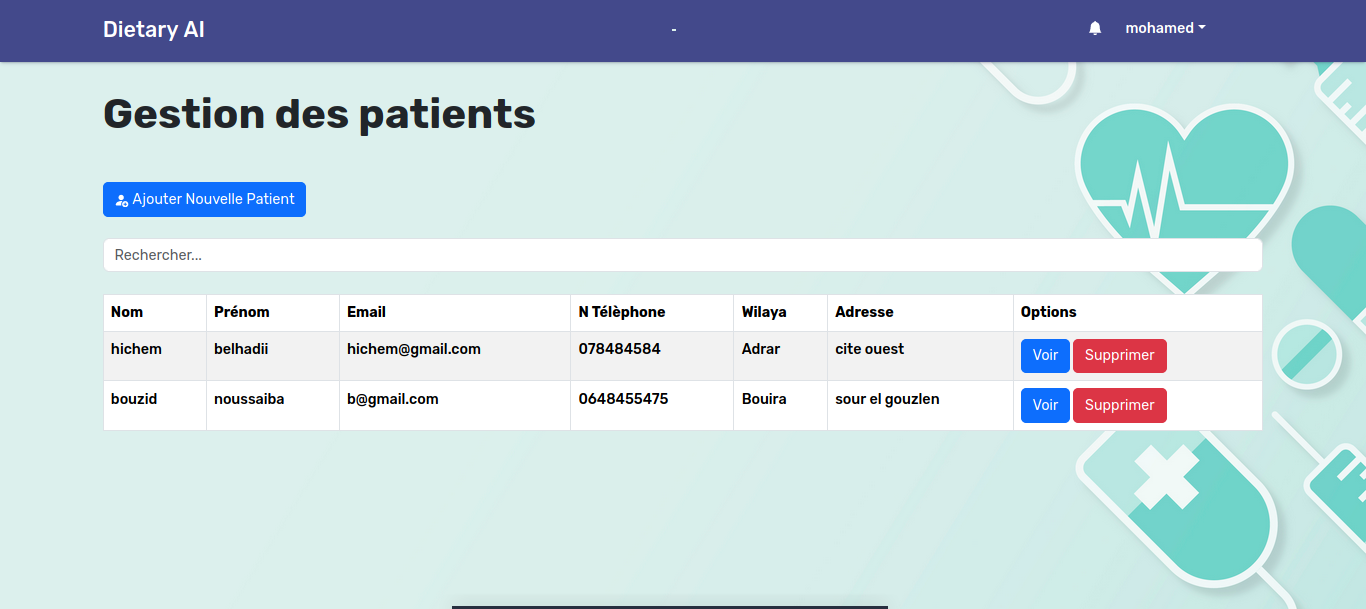 Dietary AI - mohamed
Gestion des patients
Ajouter Nouvelle Patient
Rechercher...
Nom Prénom Email N Télèphone Wilaya Adresse Options
hichem belhadii hichem@gmail.com 078484584 Adrar cite ouest Voir Supprimer
bouzid noussaiba b@gmail.com 0648455475 Bouira sour el gouzlen Voir Supprimer